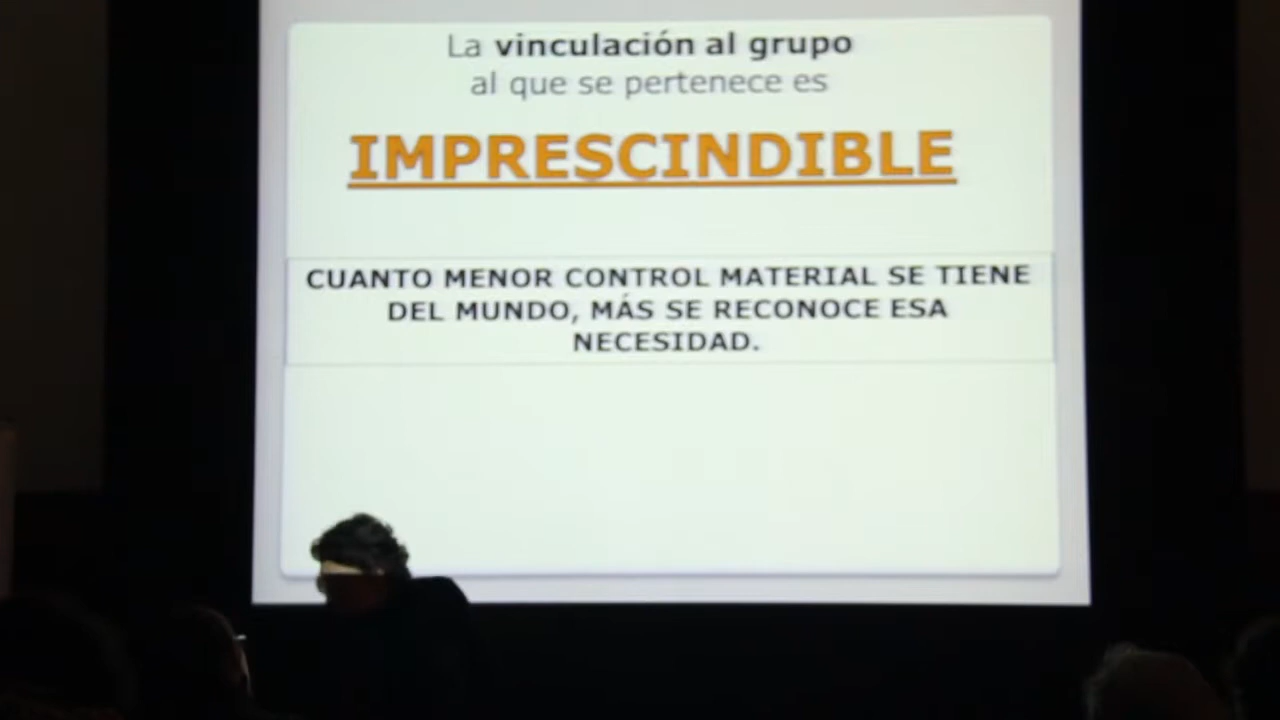 La vinculación al grupo
al que se pertenece es
IMPRESCINDIBLE
CUANTO MENOR CONTROL MATERIAL SE TIENE
DEL MUNDO, MÁS SE RECONOCE ESA
NECESIDAD.